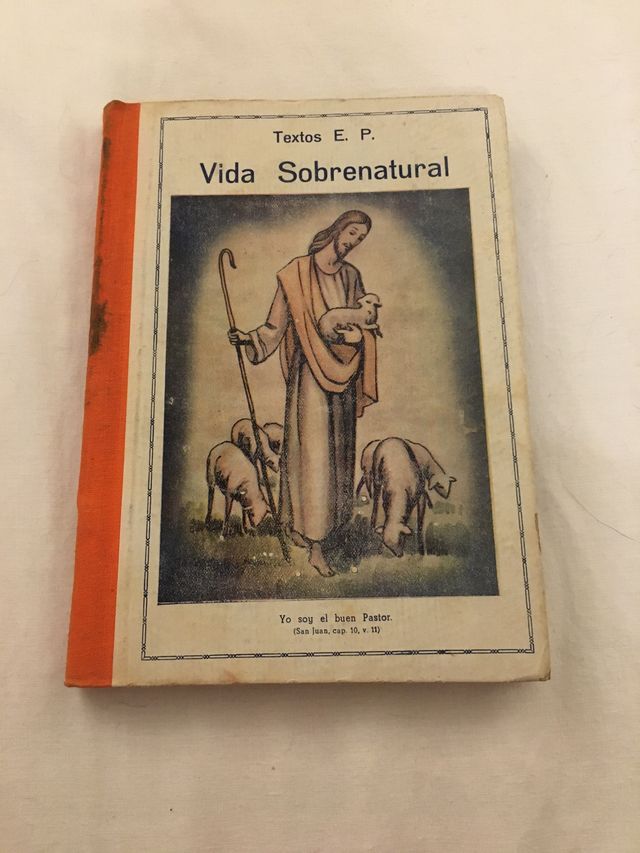 Textos E. P.
Vida Sobrenatural
Yo soy el buen Pastor.
(San Juan, cap. 10, v. 11)